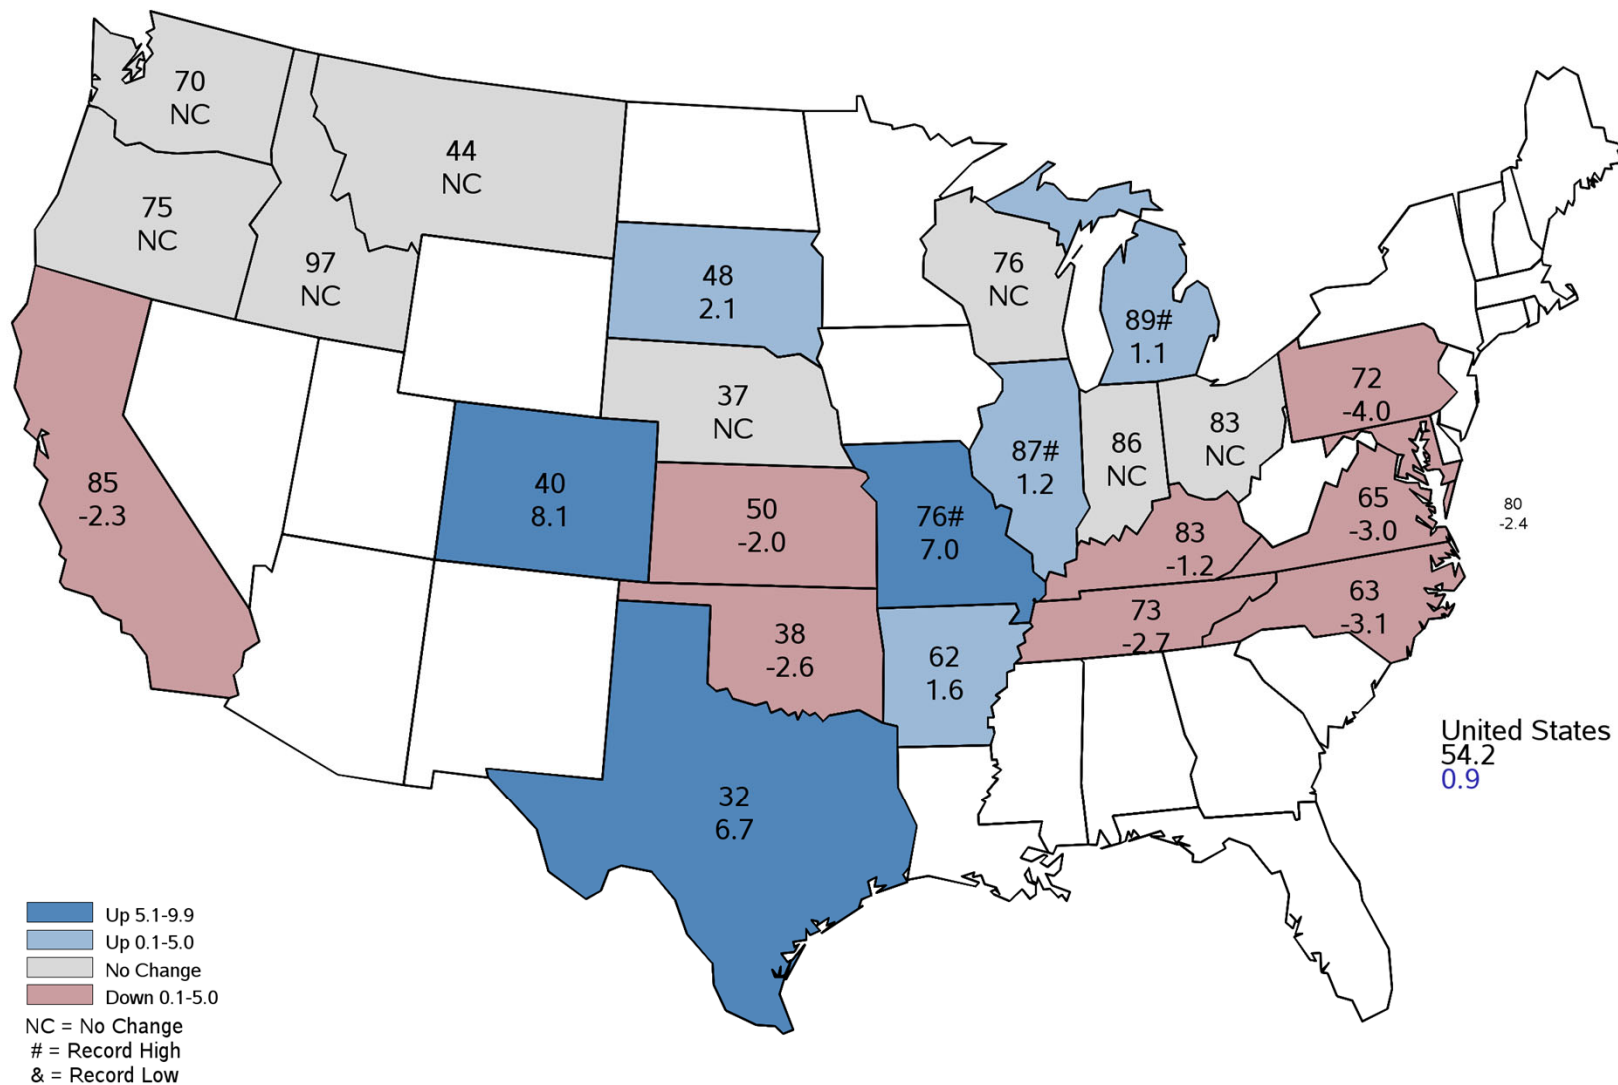 70
NC
44
NC
75
NC
97
NC
48
2.1
76
NC
89#
1.1
37
NC
72
-4.0
83
NC
86
NC
87#
1.2
85
-2.3
40
8.1
50
-2.0
76#
7.0
65
-3.0
80
-2.4
83
-1.2
63
-3.1
73
-2.7
38
-2.6
62
1.6
32
6.7
United States
54.2
0.9
Up 5.1-9.9
Up 0.1-5.0
No Change
Down 0.1-5.0
NC = No Change
# = Record High
& = Record Low